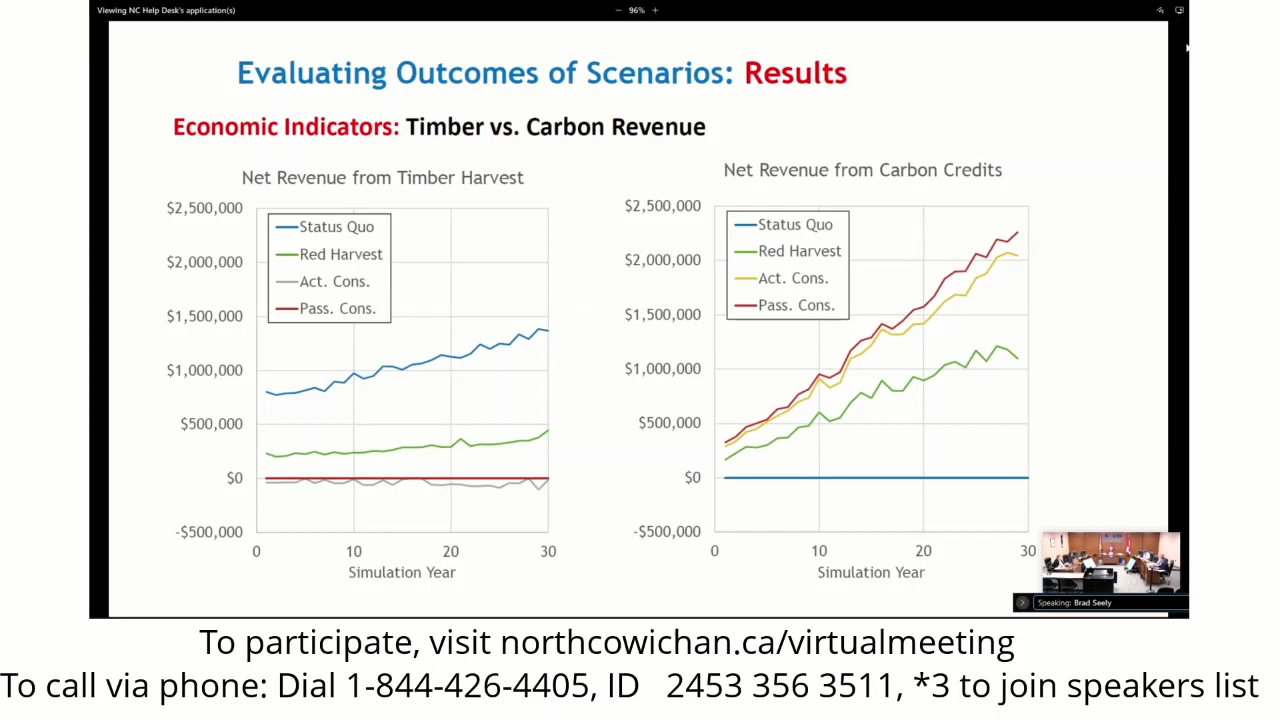 Viewing NC Help Desk's application(s)
− 96% +
Evaluating Outcomes of Scenarios: Results
Economic Indicators: Timber vs. Carbon Revenue
Net Revenue from Timber Harvest
$2,500,000
$2,000,000
$1,500,000
$1,000,000
$500,000
$0
-$500,000
Status Quo
Red Harvest
Act. Cons.
Pass. Cons.
0 10 20 30
Simulation Year
Net Revenue from Carbon Credits
$2,500,000
$2,000,000
$1,500,000
$1,000,000
$500,000
$0
-$500,000
Status Quo
Red Harvest
Act. Cons.
Pass. Cons.
0 10 20 30
Simulation Year
Speaking: Brad Seely
To participate, visit northcowichan.ca/virtualmeeting
To call via phone: Dial 1-844-426-4405, ID 2453 356 3511, *3 to join speakers list